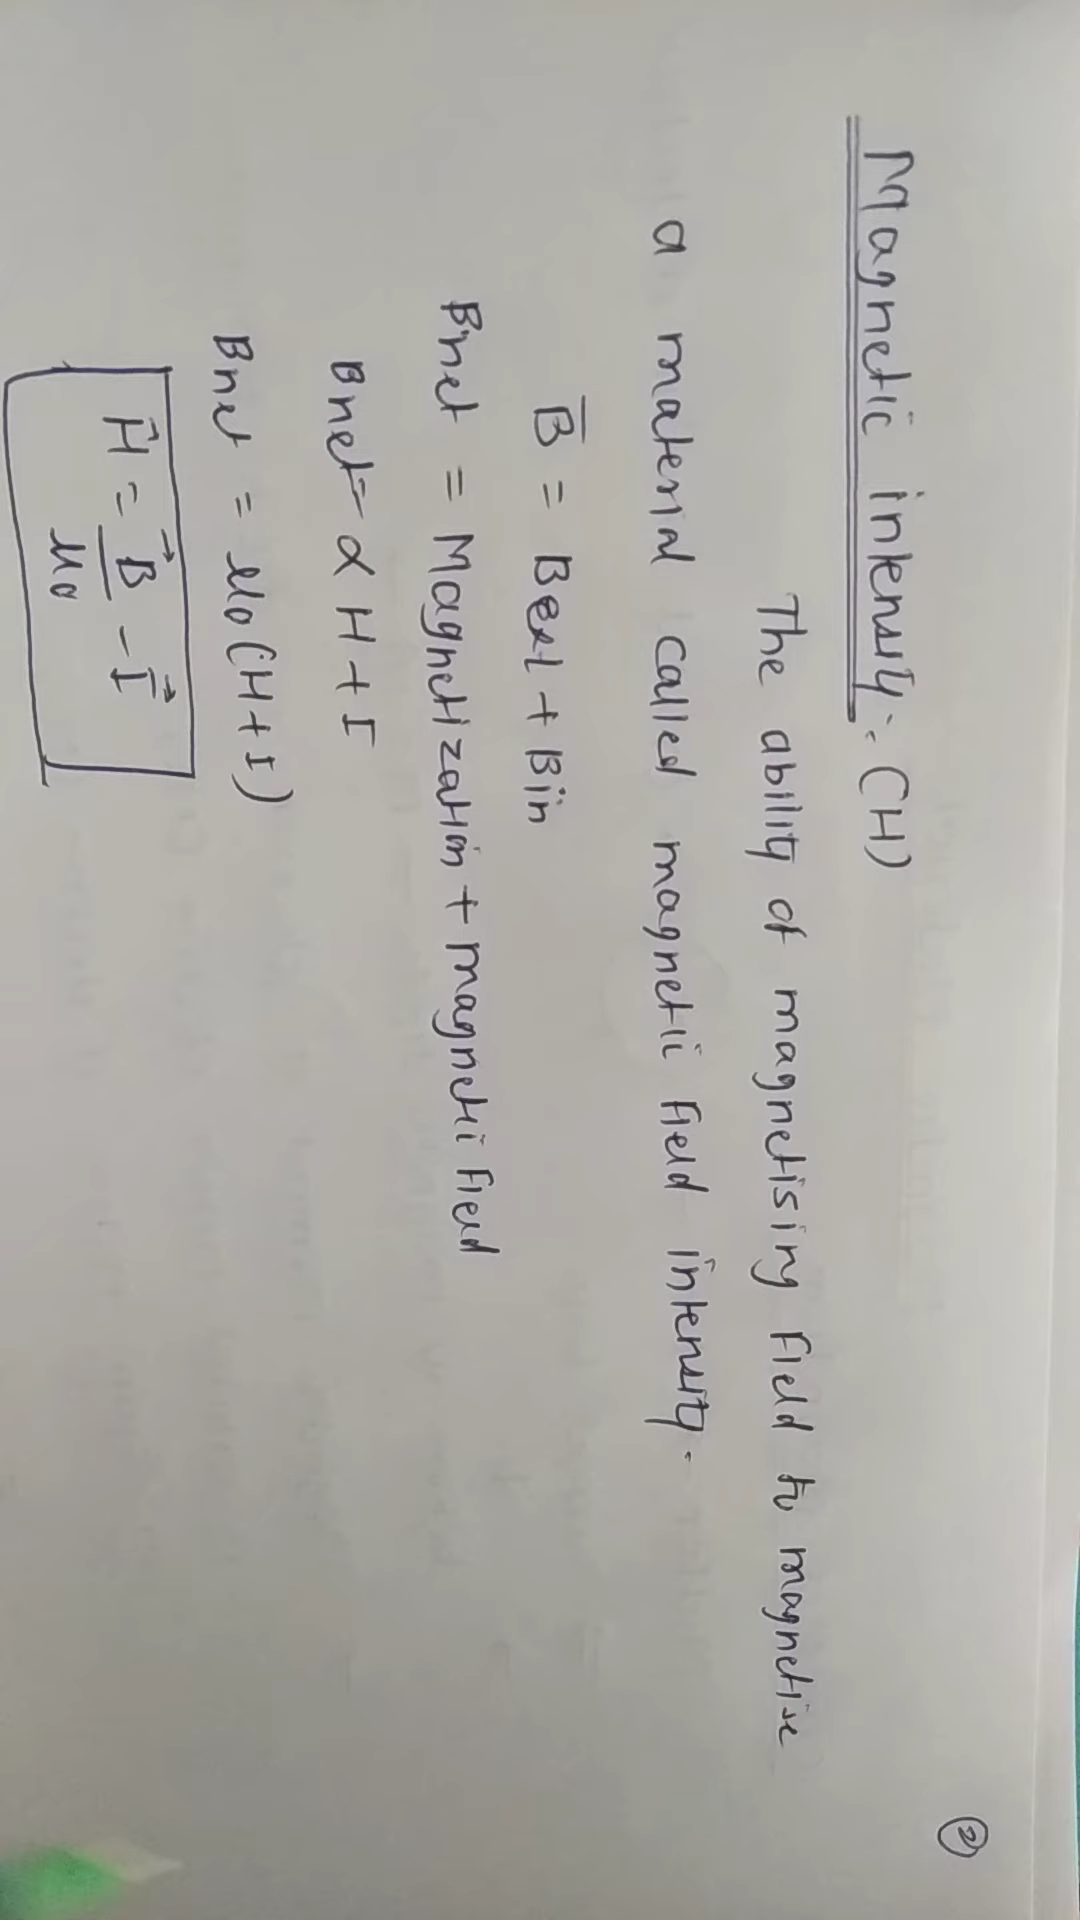 ②
Magnetic intensity:- (H)
The ability of magnetising field to magnetise
a material called magnetic field intensity.
B̅ = Bext + Bin
Bnet = Magnetization + magnetic field
Bnet ∝ H + I
Bnet = μ0 (H + I)
H⃗ = B⃗/μ0 - I⃗